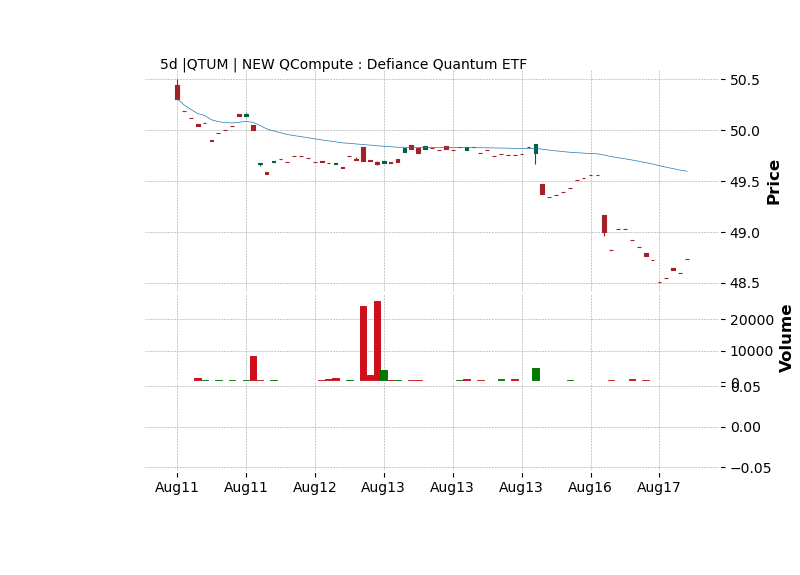 5d |QTUM | NEW QCompute : Defiance Quantum ETF
50.5
50.0
49.5
49.0
48.5
Price
20000
10000
0
Volume
0.05
0.00
−0.05
Aug11 Aug11 Aug12 Aug13 Aug13 Aug13 Aug16 Aug17